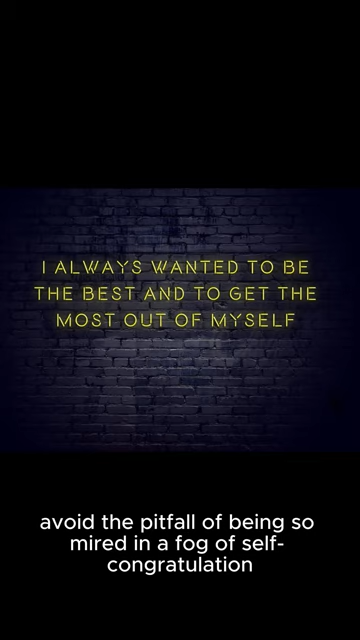 I ALWAYS WANTED TO BE
THE BEST AND TO GET THE
MOST OUT OF MYSELF
avoid the pitfall of being so
mired in a fog of self-
congratulation